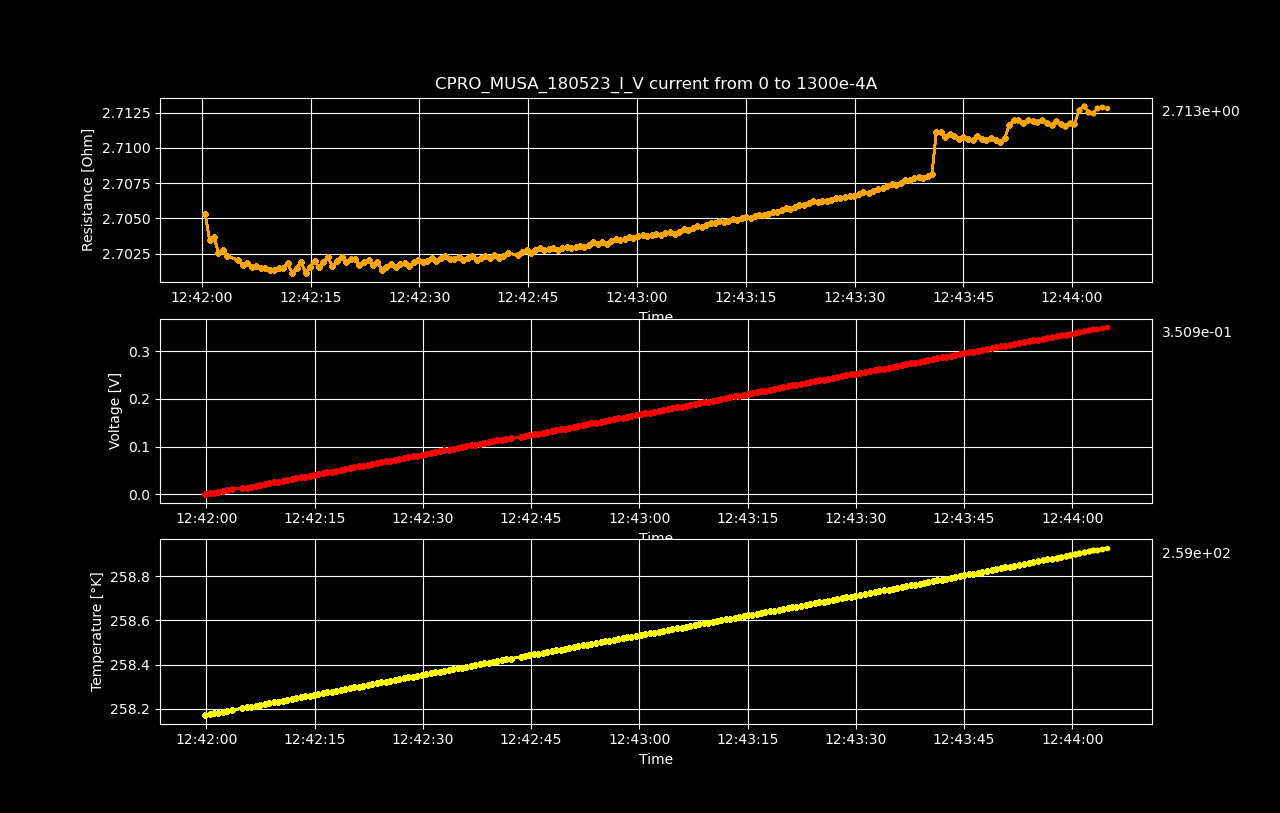 CPRO_MUSA_180523_I_V current from 0 to 1300e-4A
2.713e+00
Resistance [Ohm]
2.7125
2.7100
2.7075
2.7050
2.7025
12:42:00 12:42:15 12:42:30 12:42:45 12:43:00 12:43:15 12:43:30 12:43:45 12:44:00
Time
3.509e-01
Voltage [V]
0.3
0.2
0.1
0.0
12:42:00 12:42:15 12:42:30 12:42:45 12:43:00 12:43:15 12:43:30 12:43:45 12:44:00
Time
2.59e+02
Temperature [°K]
258.8
258.6
258.4
258.2
12:42:00 12:42:15 12:42:30 12:42:45 12:43:00 12:43:15 12:43:30 12:43:45 12:44:00
Time